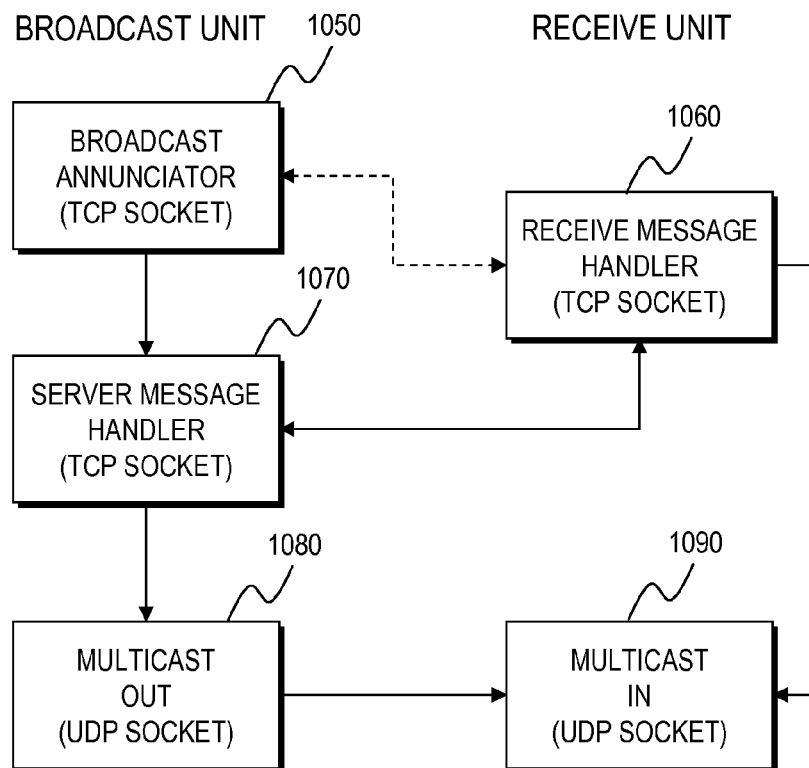 BROADCAST UNIT
RECEIVE UNIT
1050
BROADCAST
ANNUNCIATOR
(TCP SOCKET)
1060
RECEIVE MESSAGE
HANDLER
(TCP SOCKET)
1070
SERVER MESSAGE
HANDLER
(TCP SOCKET)
1080
MULTICAST
OUT
(UDP SOCKET)
1090
MULTICAST
IN
(UDP SOCKET)